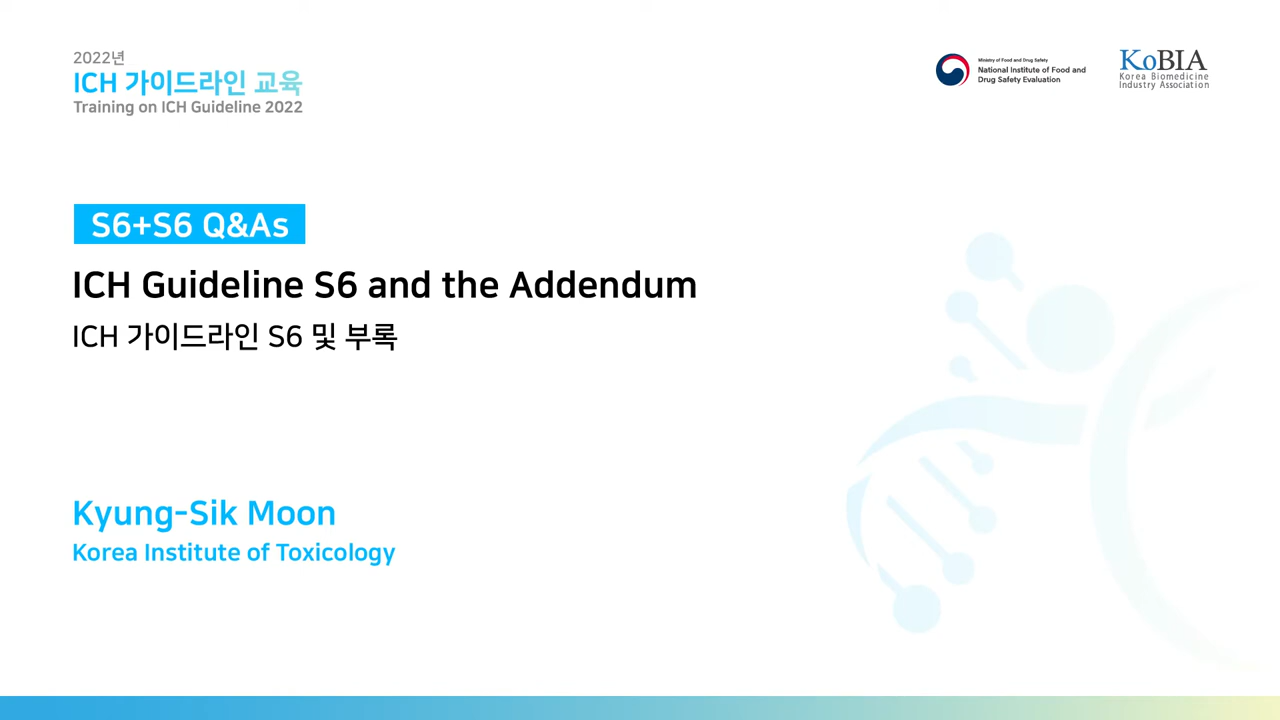 2022년
ICH 가이드라인 교육
Training on ICH Guideline 2022
Ministry of Food and Drug Safety
National Institute of Food and
Drug Safety Evaluation
KoBIA
Korea Biomedicine
Industry Association
S6+S6 Q&As
ICH Guideline S6 and the Addendum
ICH 가이드라인 S6 및 부록
Kyung-Sik Moon
Korea Institute of Toxicology